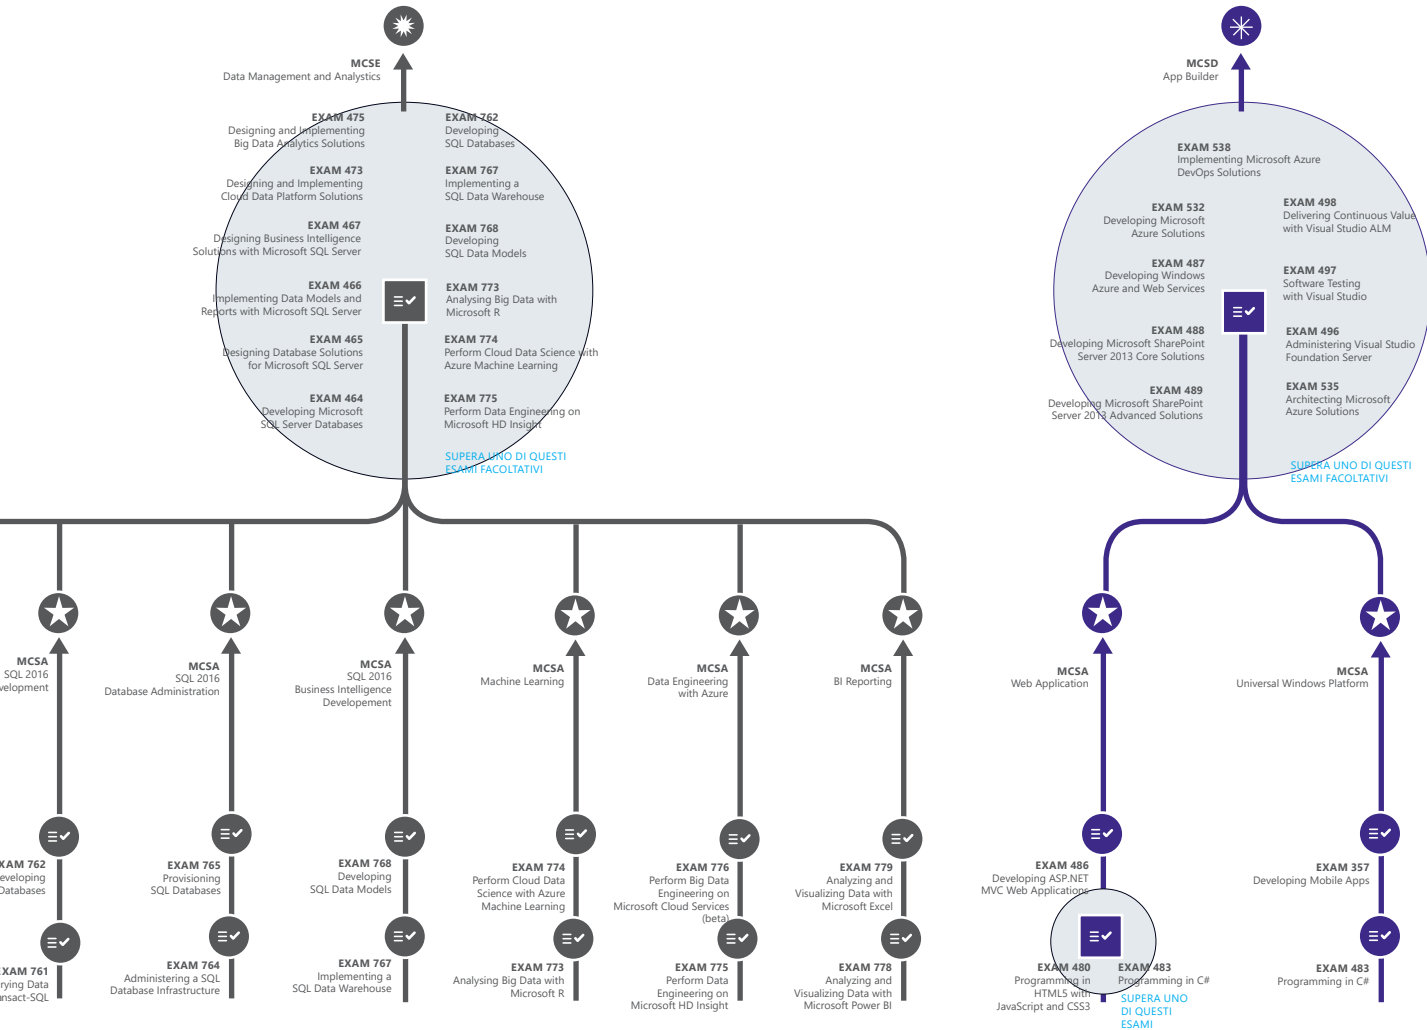 MCSE
Data Management and Analystics
EXAM 475
Designing and Implementing
Big Data Analytics Solutions
EXAM 473
Designing and Implementing
Cloud Data Platform Solutions
EXAM 467
Designing Business Intelligence
Solutions with Microsoft SQL Server
EXAM 466
Implementing Data Models and
Reports with Microsoft SQL Server
EXAM 465
Designing Database Solutions
for Microsoft SQL Server
EXAM 464
Developing Microsoft
SQL Server Databases
EXAM 762
Developing
SQL Databases
EXAM 767
Implementing a
SQL Data Warehouse
EXAM 768
Developing
SQL Data Models
EXAM 773
Analysing Big Data with
Microsoft R
EXAM 774
Perform Cloud Data Science with
Azure Machine Learning
EXAM 775
Perform Data Engineering on
Microsoft HD Insight
SUPERA UNO DI QUESTI
ESAMI FACOLTATIVI
MCSD
App Builder
EXAM 538
Implementing Microsoft Azure
DevOps Solutions
EXAM 532
Developing Microsoft
Azure Solutions
EXAM 487
Developing Windows
Azure and Web Services
EXAM 488
Developing Microsoft SharePoint
Server 2013 Core Solutions
EXAM 489
Developing Microsoft SharePoint
Server 2013 Advanced Solutions
EXAM 498
Delivering Continuous Value
with Visual Studio ALM
EXAM 497
Software Testing
with Visual Studio
EXAM 496
Administering Visual Studio
Foundation Server
EXAM 535
Architecting Microsoft
Azure Solutions
SUPERA UNO DI QUESTI
ESAMI FACOLTATIVI
MCSA
SQL 2016
velopment
MCSA
SQL 2016
Database Administration
MCSA
SQL 2016
Business Intelligence
Developement
MCSA
Machine Learning
MCSA
Data Engineering
with Azure
MCSA
BI Reporting
MCSA
Web Application
MCSA
Universal Windows Platform
XAM 762
eveloping
Databases
EXAM 765
Provisioning
SQL Databases
EXAM 768
Developing
SQL Data Models
EXAM 774
Perform Cloud Data
Science with Azure
Machine Learning
EXAM 776
Perform Big Data
Engineering on
Microsoft Cloud Services
(beta)
EXAM 779
Analyzing and
Visualizing Data with
Microsoft Excel
EXAM 486
Developing ASP.NET
MVC Web Applications
EXAM 357
Developing Mobile Apps
EXAM 761
rying Data
nsact-SQL
EXAM 764
Administering a SQL
Database Infrastructure
EXAM 767
Implementing a
SQL Data Warehouse
EXAM 773
Analysing Big Data with
Microsoft R
EXAM 775
Perform Data
Engineering on
Microsoft HD Insight
EXAM 778
Analyzing and
Visualizing Data with
Microsoft Power BI
EXAM 480
Programming in
HTML5 with
JavaScript and CSS3
EXAM 483
Programming in C#
SUPERA UNO
DI QUESTI
ESAMI
EXAM 483
Programming in C#